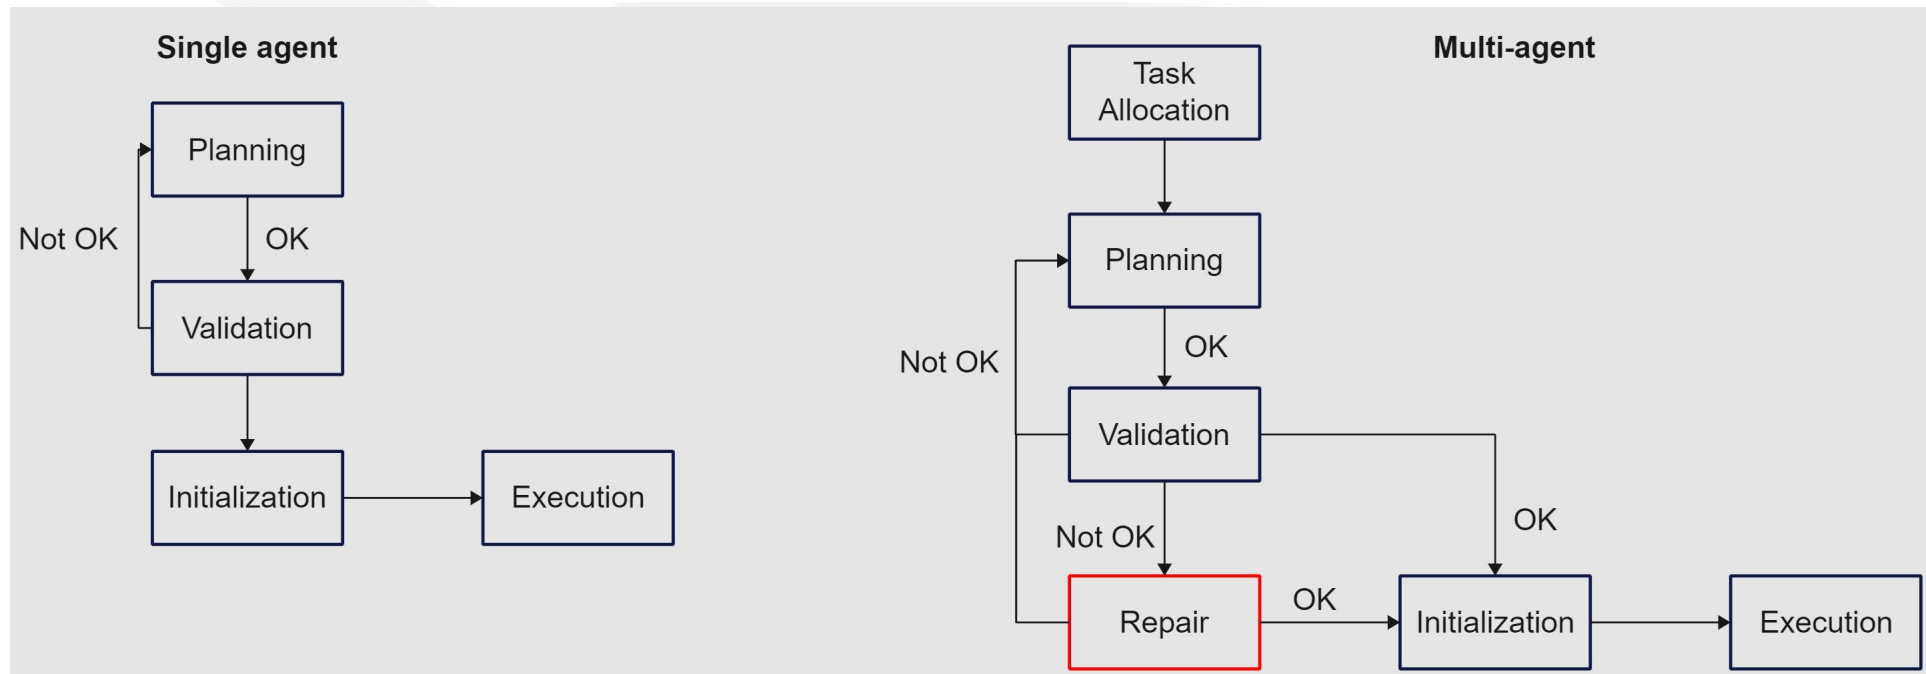 Single agent
Planning
Not OK
OK
Validation
Initialization
Execution
Multi-agent
Task
Allocation
Planning
Not OK
OK
Validation
Not OK
OK
Repair
OK
Initialization
Execution